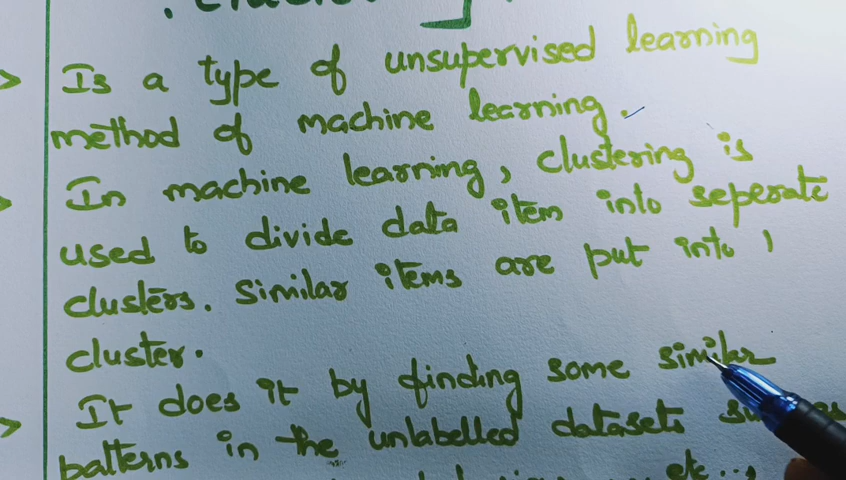 > Is a type of unsupervised learning
method of machine learning.
> In machine learning, clustering is
used to divide data item into seperate
clusters. Similar items are put into 1
cluster.
> It does it by finding some similar
patterns in the unlabelled datasets
etc..,